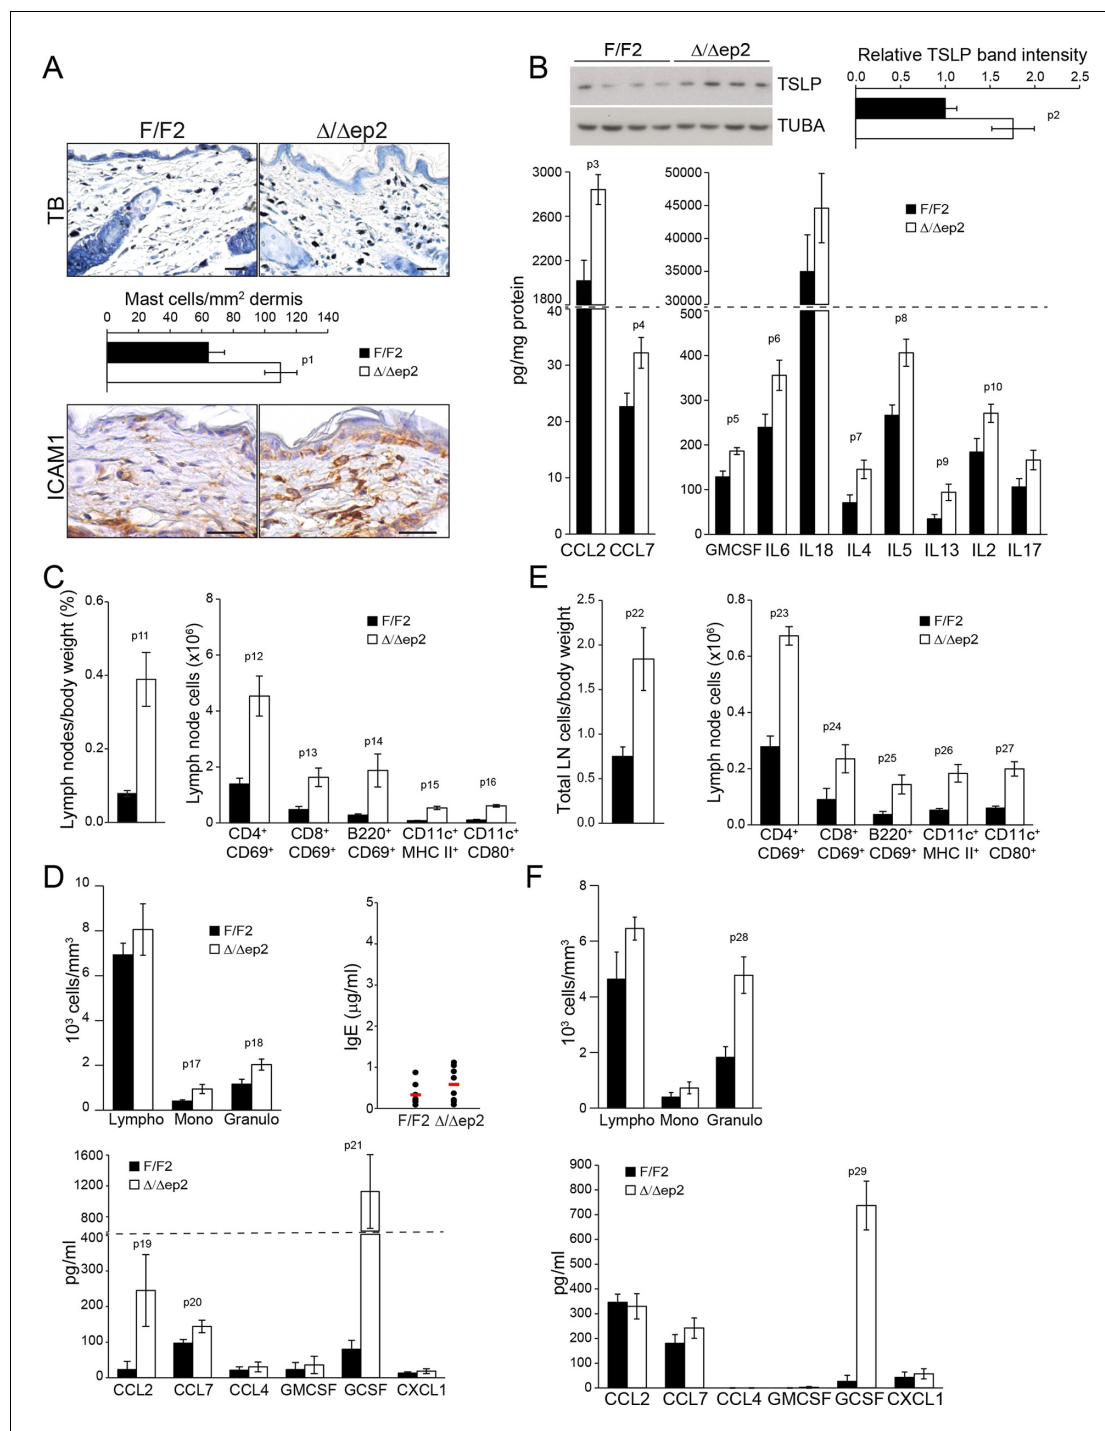 A
F/F2 Δ/Δep2
TB
Mast cells/mm² dermis
0 20 40 60 80 100 120 140
p1
F/F2
Δ/Δep2
ICAM1
B
F/F2 Δ/Δep2
TSLP
TUBA
Relative TSLP band intensity
0.0 0.5 1.0 1.5 2.0 2.5
p2
pg/mg protein
3000
2600
2200
1800
40
30
20
10
0
p3
p4
CCL2 CCL7
50000
45000
40000
35000
30000
500
400
300
200
100
0
F/F2
Δ/Δep2
p5
p6
p7
p8
p9
p10
GMCSF IL6 IL18 IL4 IL5 IL13 IL2 IL17
C
Lymph nodes/body weight (%)
0.6
0.4
0.2
0.0
p11
Lymph node cells (x10⁶)
8
6
4
2
0
F/F2
Δ/Δep2
p12
p13
p14
p15
p16
CD4⁺ CD8⁺ B220⁺ CD11c⁺ CD11c⁺
CD69⁺ CD69⁺ CD69⁺ MHC II⁺ CD80⁺
E
Total LN cells/body weight
2.5
2.0
1.5
1.0
0.5
0.0
p22
Lymph node cells (x10⁶)
0.8
0.6
0.4
0.2
0.0
F/F2
Δ/Δep2
p23
p24
p25
p26
p27
CD4⁺ CD8⁺ B220⁺ CD11c⁺ CD11c⁺
CD69⁺ CD69⁺ CD69⁺ MHC II⁺ CD80⁺
D
10³ cells/mm³
10
8
6
4
2
0
F/F2
Δ/Δep2
p17
p18
Lympho Mono Granulo
IgE (μg/ml)
5
4
3
2
1
0
F/F2 Δ/Δep2
pg/ml
1600
1200
800
400
300
200
100
0
F/F2
Δ/Δep2
p19
p20
p21
CCL2 CCL7 CCL4 GMCSF GCSF CXCL1
F
10³ cells/mm³
8
6
4
2
0
p28
Lympho Mono Granulo
pg/ml
900
800
700
600
500
400
300
200
100
0
F/F2
Δ/Δep2
p29
CCL2 CCL7 CCL4 GMCSF GCSF CXCL1